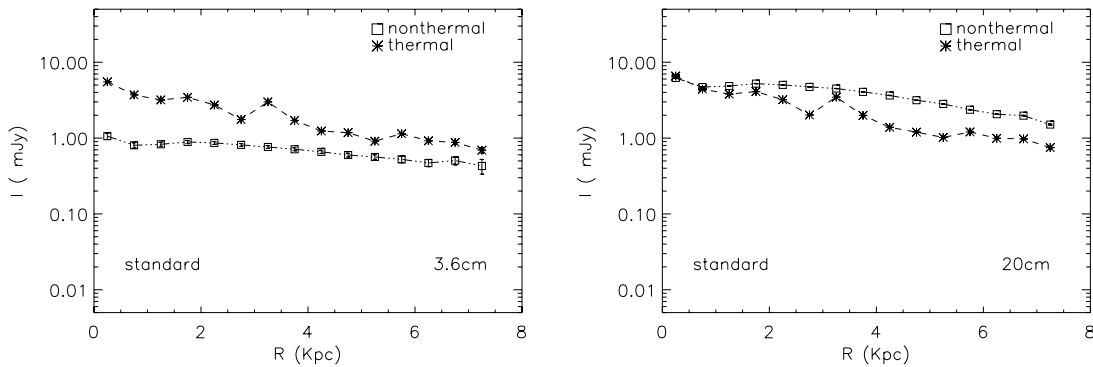 nonthermal
thermal
10.00
1.00
0.10
0.01
I ( mJy)
standard
3.6cm
0 2 4 6 8
R (Kpc)
nonthermal
thermal
10.00
1.00
0.10
0.01
I ( mJy)
standard
20cm
0 2 4 6 8
R (Kpc)